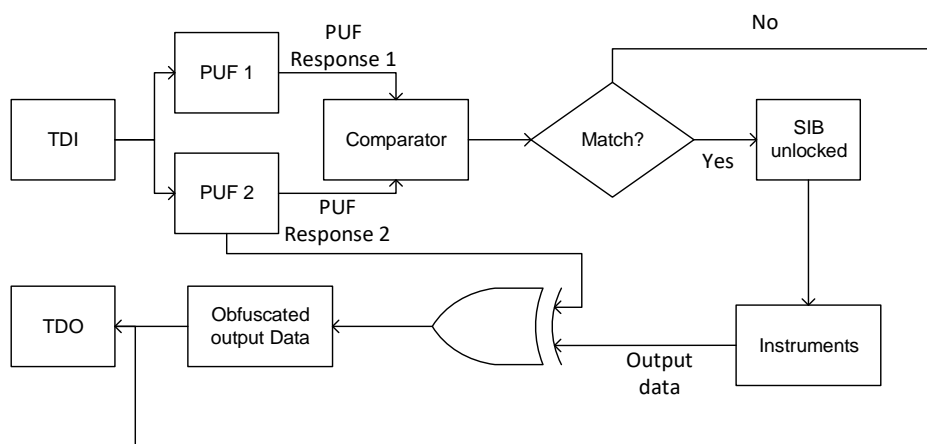 No
PUF
Response 1
PUF 1
TDI
Comparator
Match?
Yes
SIB
unlocked
PUF 2
PUF
Response 2
TDO
Obfuscated
output Data
Output
data
Instruments